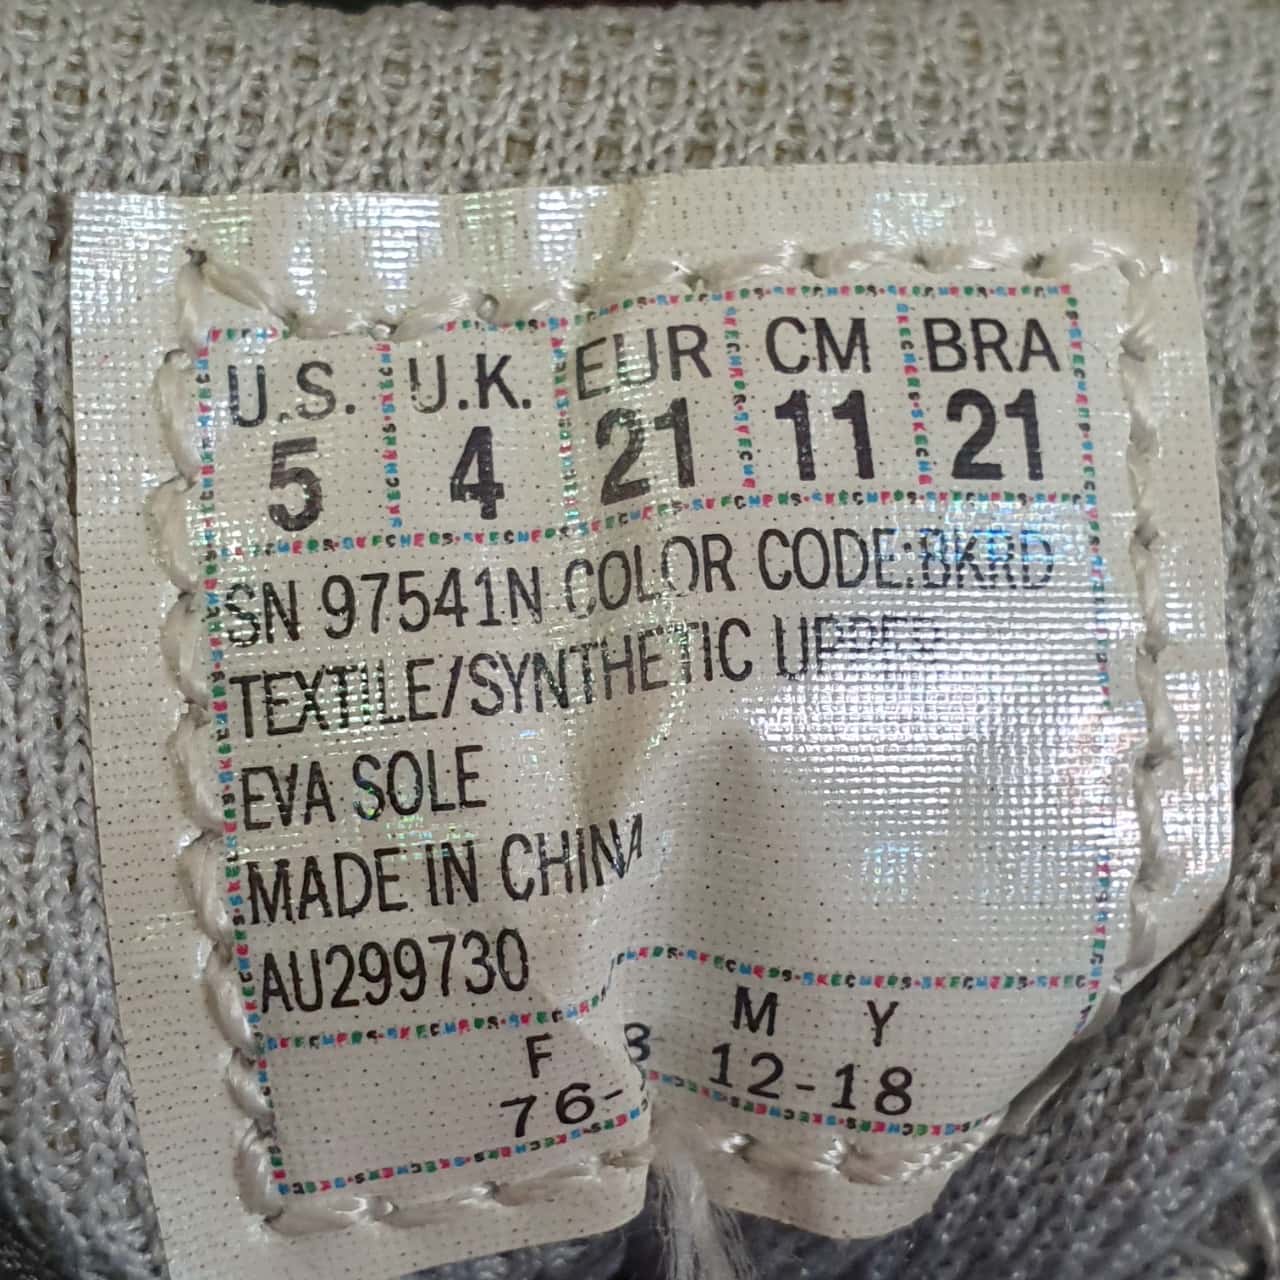 U.S. U.K. EUR CM BRA
5 4 21 11 21
SN 97541N COLOR CODE:BKRD
TEXTILE/SYNTHETIC UPPER
EVA SOLE
MADE IN CHINA
AU299730
F M Y
76- 12-18